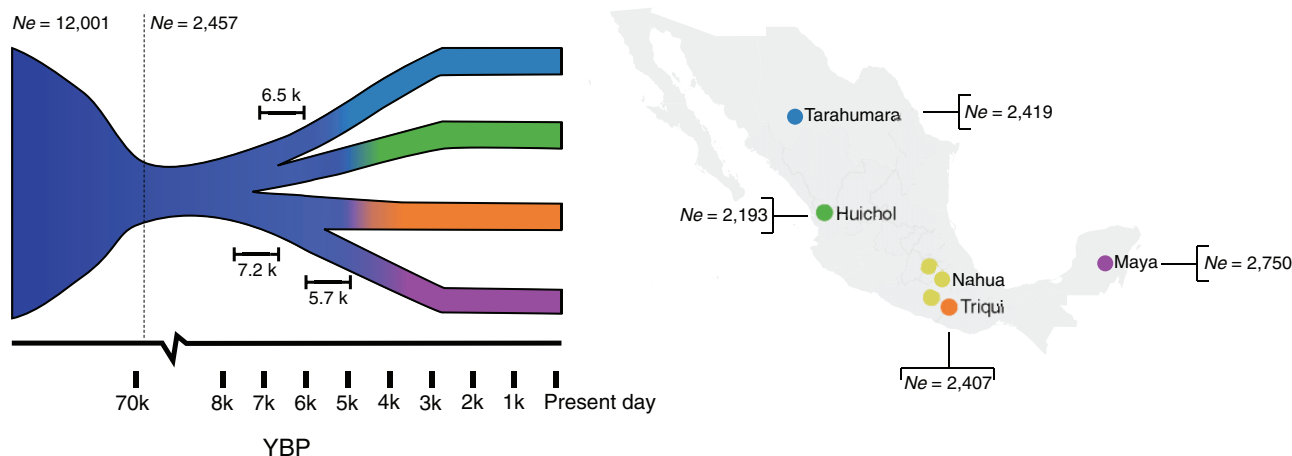 Ne = 12,001
Ne = 2,457
6.5 k
7.2 k
5.7 k
70k
8k
7k
6k
5k
4k
3k
2k
1k
Present day
YBP
Tarahumara
Ne = 2,419
Ne = 2,193
Huichol
Maya
Ne = 2,750
Nahua
Triqui
Ne = 2,407